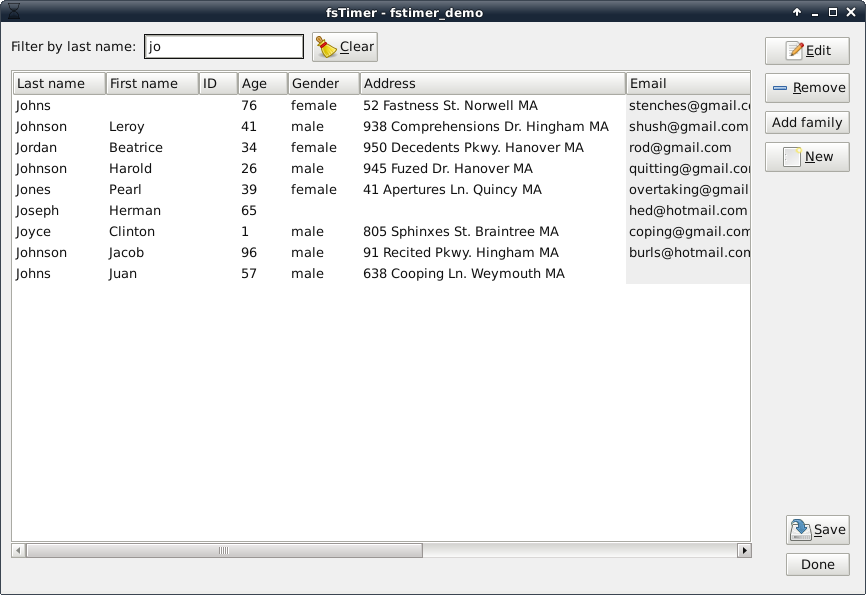 fsTimer - fstimer_demo
Filter by last name: jo Clear
Edit
Remove
Add family
New
Last name First name ID Age Gender Address Email
Johns 76 female 52 Fastness St. Norwell MA stenches@gmail.c
Johnson Leroy 41 male 938 Comprehensions Dr. Hingham MA shush@gmail.com
Jordan Beatrice 34 female 950 Decedents Pkwy. Hanover MA rod@gmail.com
Johnson Harold 26 male 945 Fuzed Dr. Hanover MA quitting@gmail.co
Jones Pearl 39 female 41 Apertures Ln. Quincy MA overtaking@gmail
Joseph Herman 65 hed@hotmail.com
Joyce Clinton 1 male 805 Sphinxes St. Braintree MA coping@gmail.com
Johnson Jacob 96 male 91 Recited Pkwy. Hingham MA burls@hotmail.com
Johns Juan 57 male 638 Cooping Ln. Weymouth MA
Save
Done